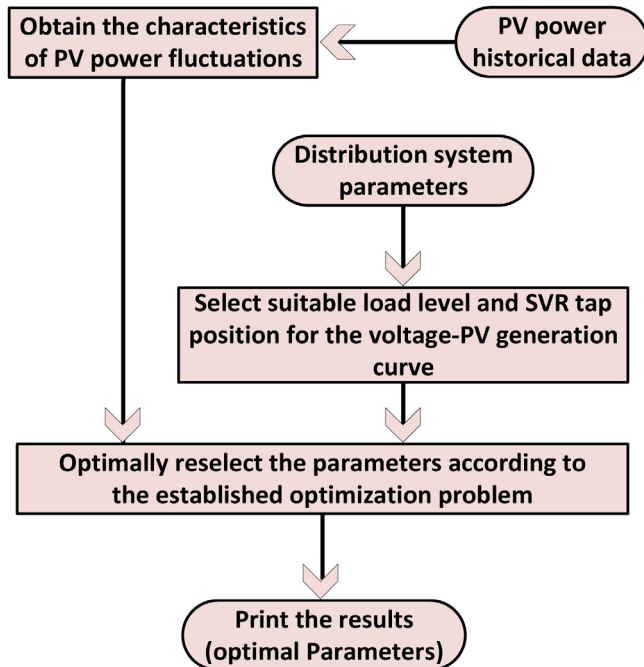 Obtain the characteristics
of PV power fluctuations
PV power
historical data
Distribution system
parameters
Select suitable load level and SVR tap
position for the voltage-PV generation
curve
Optimally reselect the parameters according to
the established optimization problem
Print the results
(optimal Parameters)